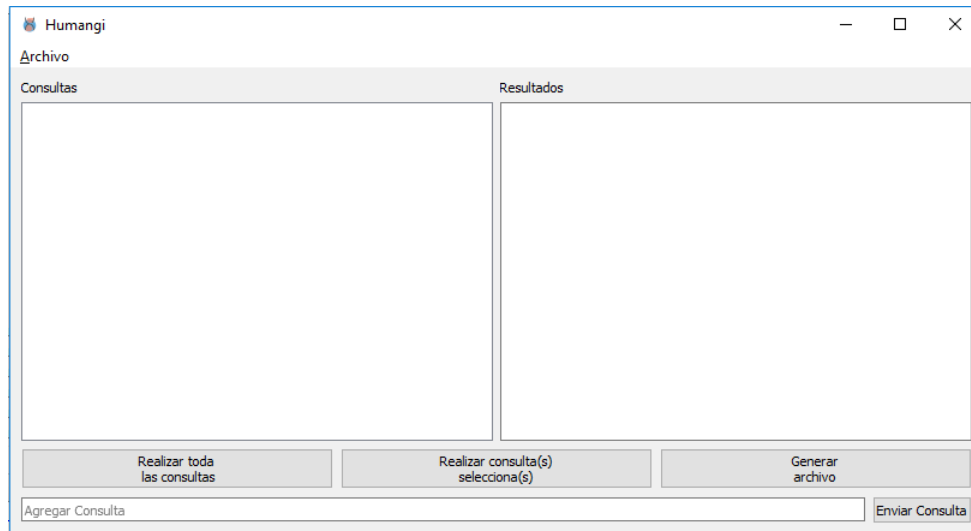 Humangi
Archivo
Consultas
Resultados
Realizar toda
las consultas
Realizar consulta(s)
selecciona(s)
Generar
archivo
Agregar Consulta
Enviar Consulta